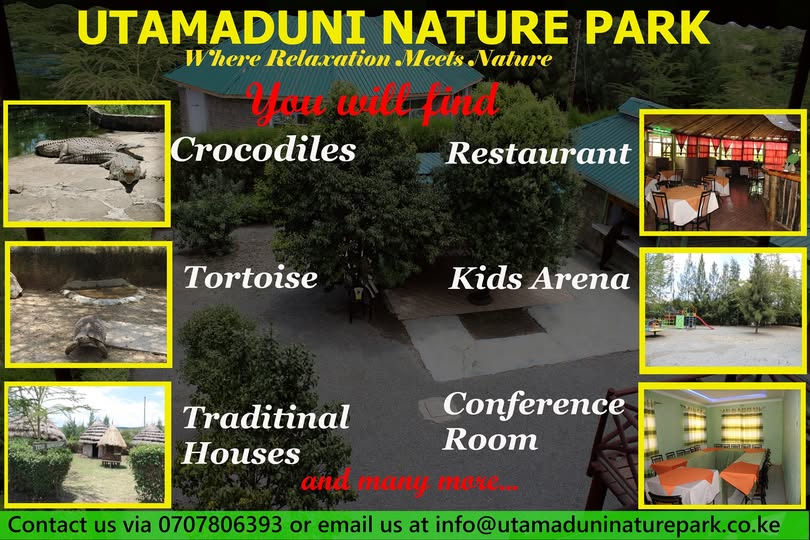 UTAMADUNI NATURE PARK
Where Relaxation Meets Nature
You will find
Crocodiles
Restaurant
Tortoise
Kids Arena
Traditinal
Houses
Conference
Room
and many more...
Contact us via 0707806393 or email us at info@utamaduninaturepark.co.ke